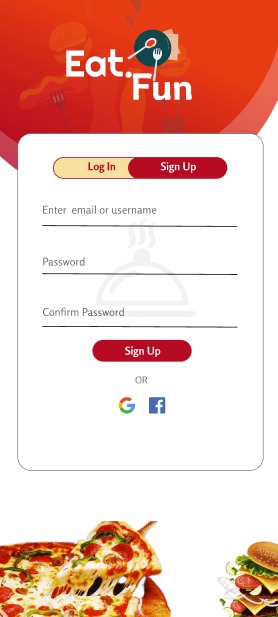 Eat.
Fun
Log In
Sign Up
Enter email or username
Password
Confirm Password
Sign Up
OR